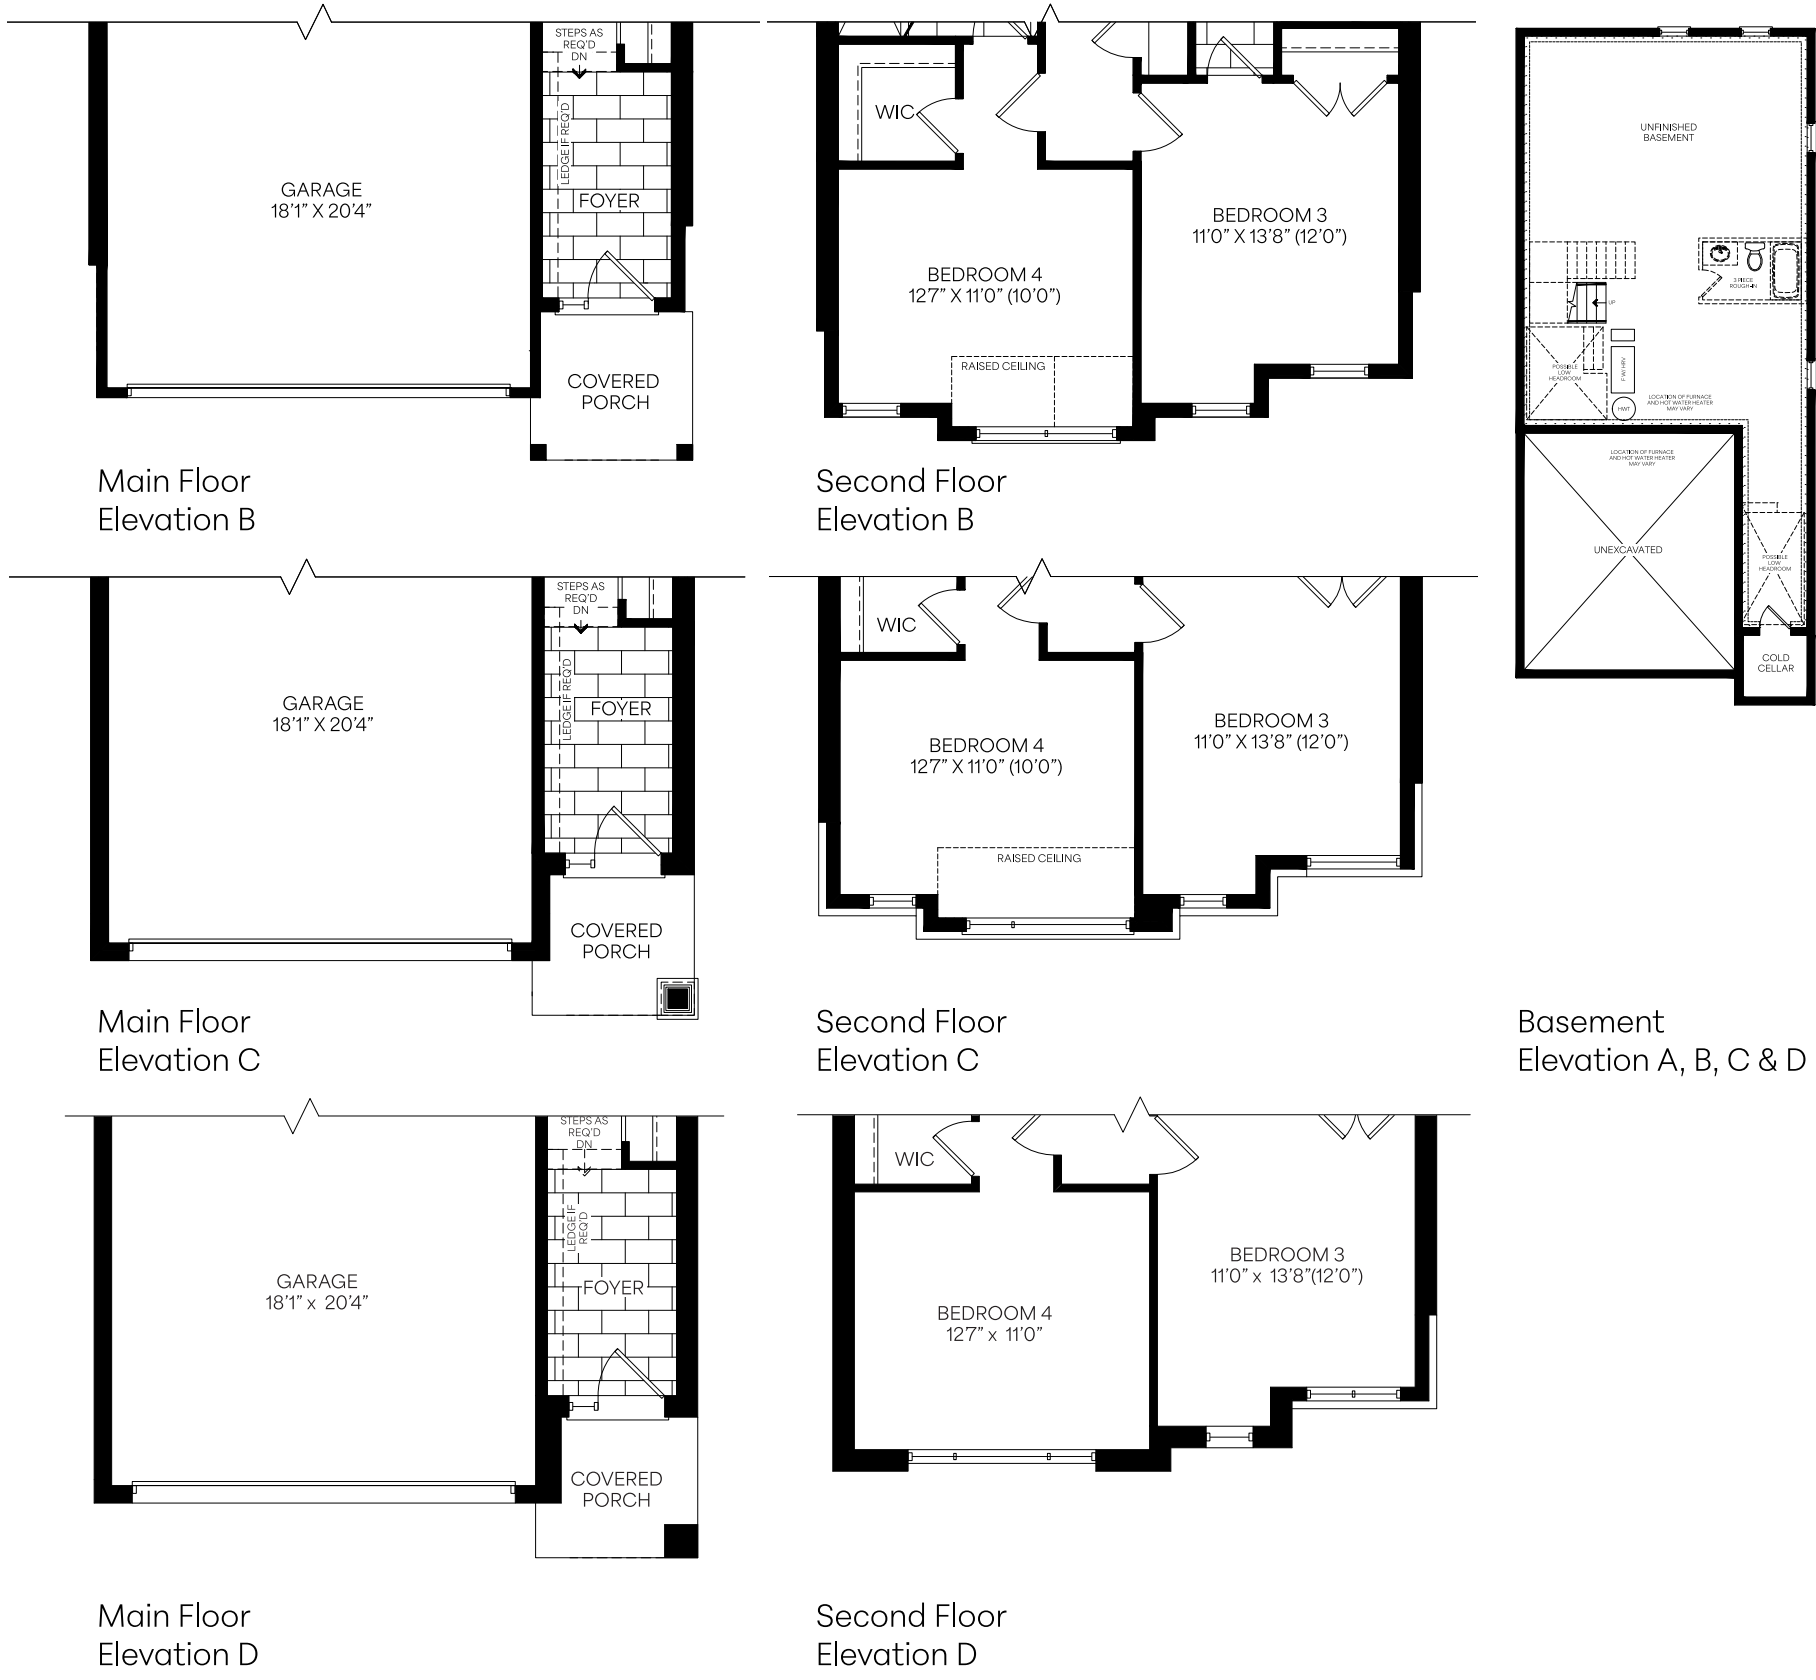 STEPS AS
REQ'D
DN
LEDGE IF REQ'D
GARAGE
18'1" X 20'4"
FOYER
COVERED
PORCH
Main Floor
Elevation B
WIC
BEDROOM 3
11'0" X 13'8" (12'0")
BEDROOM 4
127" X 11'0" (10'0")
RAISED CEILING
Second Floor
Elevation B
UNFINISHED
BASEMENT
3 PIECE
ROUGH-IN
UP
POSSIBLE
LOW
HEADROOM
F W/ HRV
HWT
LOCATION OF FURNACE
AND HOT WATER HEATER
MAY VARY
LOCATION OF FURNACE
AND HOT WATER HEATER
MAY VARY
UNEXCAVATED
POSSIBLE
LOW
HEADROOM
COLD
CELLAR
Basement
Elevation A, B, C & D
STEPS AS
REQ'D
DN
LEDGE IF REQ'D
GARAGE
18'1" X 20'4"
FOYER
COVERED
PORCH
Main Floor
Elevation C
WIC
BEDROOM 3
11'0" X 13'8" (12'0")
BEDROOM 4
127" X 11'0" (10'0")
RAISED CEILING
Second Floor
Elevation C
STEPS AS
REQ'D
DN
LEDGE IF
REQ'D
GARAGE
18'1" x 20'4"
FOYER
COVERED
PORCH
Main Floor
Elevation D
WIC
BEDROOM 3
11'0" x 13'8"(12'0")
BEDROOM 4
127" x 11'0"
Second Floor
Elevation D